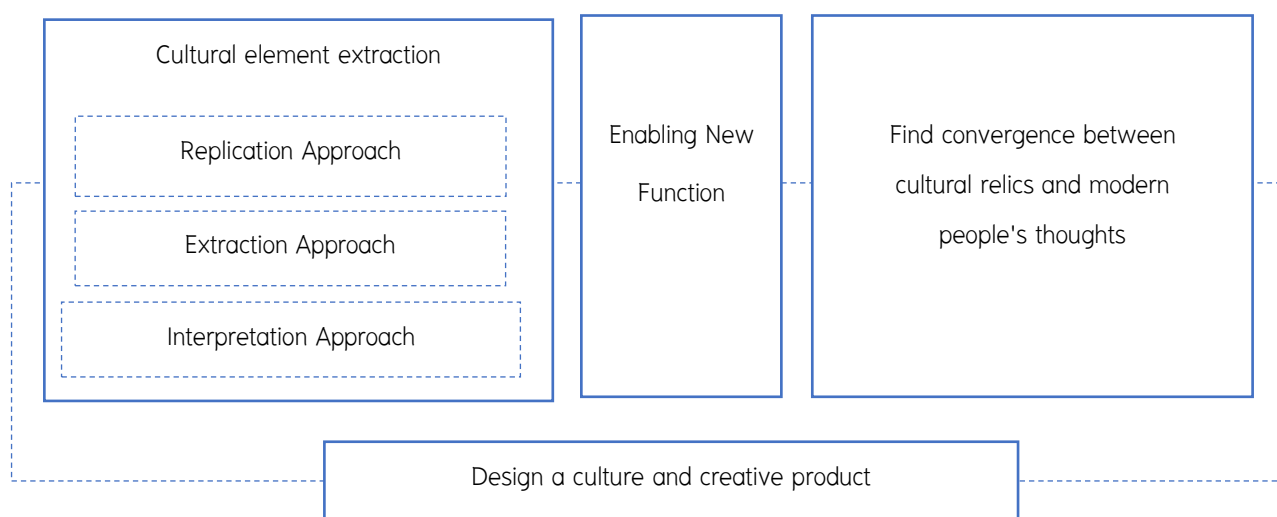 Cultural element extraction
Replication Approach
Extraction Approach
Interpretation Approach
Enabling New
Function
Find convergence between
cultural relics and modern
people's thoughts
Design a culture and creative product